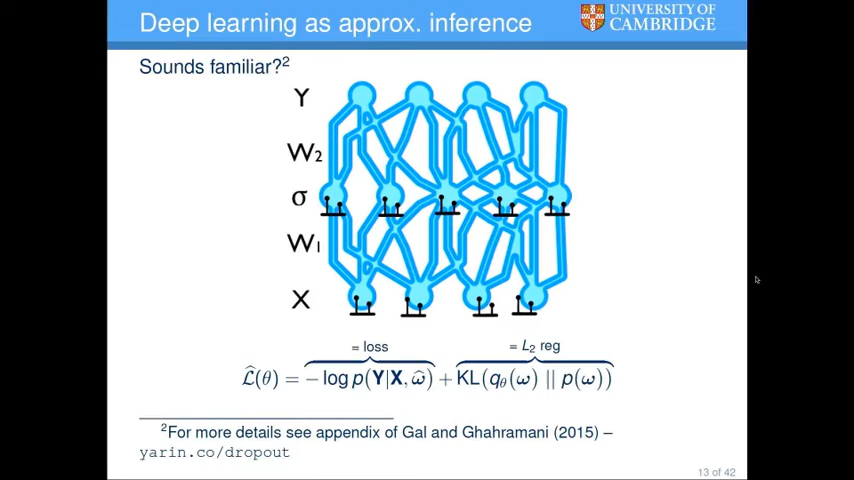 Deep learning as approx. inference
UNIVERSITY OF
CAMBRIDGE
Sounds familiar?²
Y
W₂
σ
W₁
X
= loss
= L₂ reg
ℒ̂(θ) = − log p(Y|X, ω̂) + KL(q_θ(ω) || p(ω))
²For more details see appendix of Gal and Ghahramani (2015) –
yarin.co/dropout
13 of 42